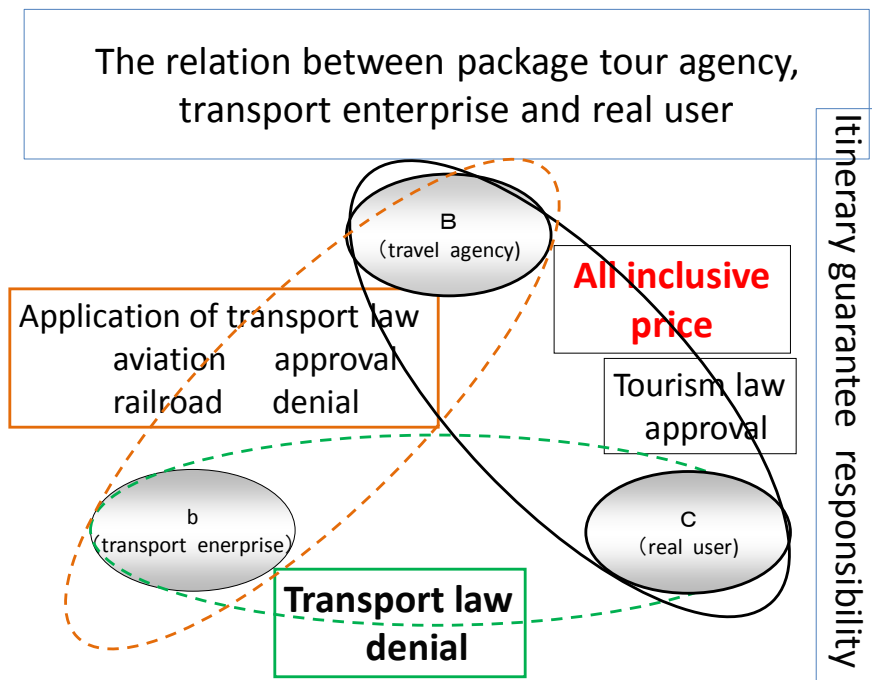 The relation between package tour agency,
transport enterprise and real user
Itinerary guarantee responsibility
B
（travel agency)
All inclusive
price
Application of transport law
aviation approval
railroad denial
Tourism law
approval
b
（transport enerprise）
C
（real user)
Transport law
denial